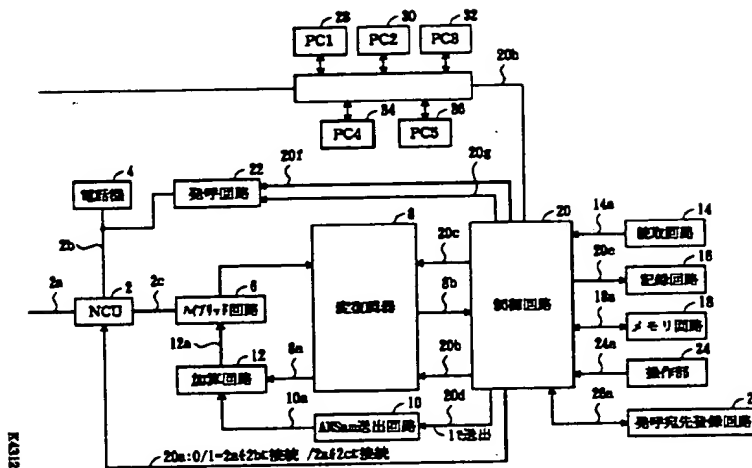 28
30
32
PC1
PC2
PC3
20h
34
36
PC4
PC5
4
電話機
22
発呼回路
20f
20g
8
20
2b
14a
14
読取回路
20c
20e
16
記録回路
2a
2
NCU
2c
6
ハイブリッド回路
変復調器
8b
制御回路
18a
18
メモリ回路
12a
12
加算回路
8a
20b
24a
24
操作部
10a
10
ANSam送出回路
20d
1で送出
26a
2
発呼宛先登録回路
20a:0/1-2aを2bに接続 /2aを2cに接続
K4312